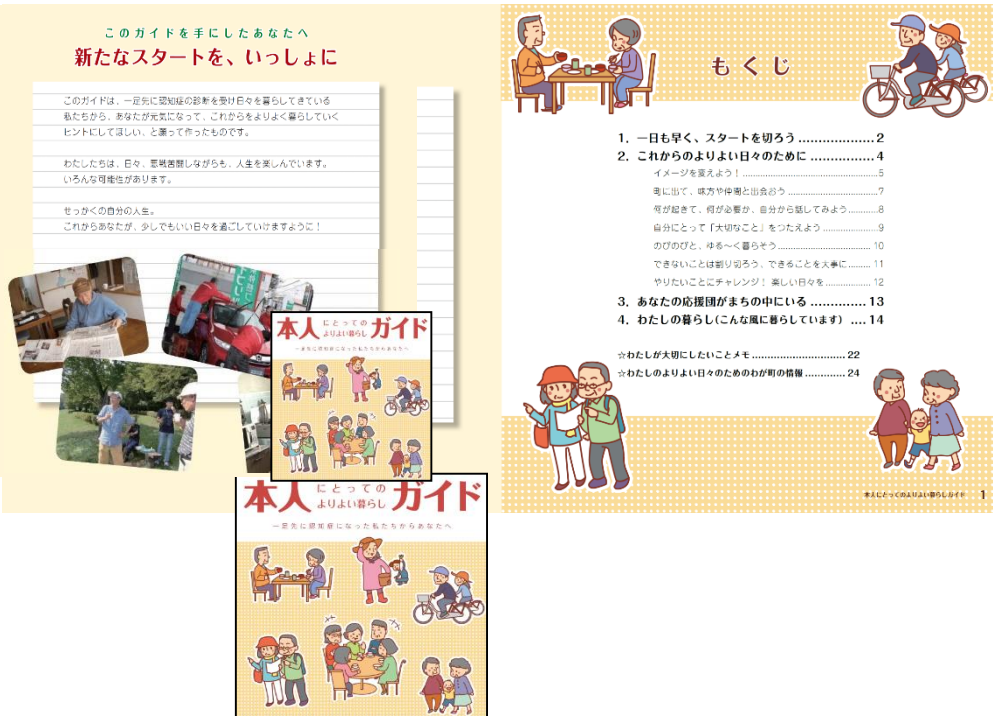 このガイドを手にしたあなたへ
新たなスタートを、いっしょに
このガイドは、一足先に認知症の診断を受け日々を暮らしてきている
私たちから、あなたが元気になって、これからをよりよく暮らしていく
ヒントにしてほしい、と願って作ったものです。
わたしたちは、日々、悪戦苦闘しながらも、人生を楽しんでいます。
いろんな可能性があります。
せっかくの自分の人生。
これからあなたが、少しでもいい日々を過ごしていけますように！
本人にとってのよりよい暮らしガイド
一足先に認知症になった私たちからあなたへ
本人にとってのよりよい暮らしガイド
一足先に認知症になった私たちからあなたへ
もくじ
1．一日も早く、スタートを切ろう ..................2
2．これからのよりよい日々のために ...............4
イメージを変えよう！ ..................5
町に出て、味方や仲間と出会おう ..................7
何が起きて、何が必要か、自分から話してみよう ..........8
自分にとって「大切なこと」をつたえよう ..................9
のびのびと、ゆる〜く暮らそう .................. 10
できないことは割り切ろう、できることを大事に ........ 11
やりたいことにチャレンジ！ 楽しい日々を ............ 12
3．あなたの応援団がまちの中にいる ............. 13
4．わたしの暮らし(こんな風に暮らしています) .... 14
☆わたしが大切にしたいことメモ ............................ 22
☆わたしのよりよい日々のためのわが町の情報 ............ 24
本人にとってのよりよい暮らしガイド 1